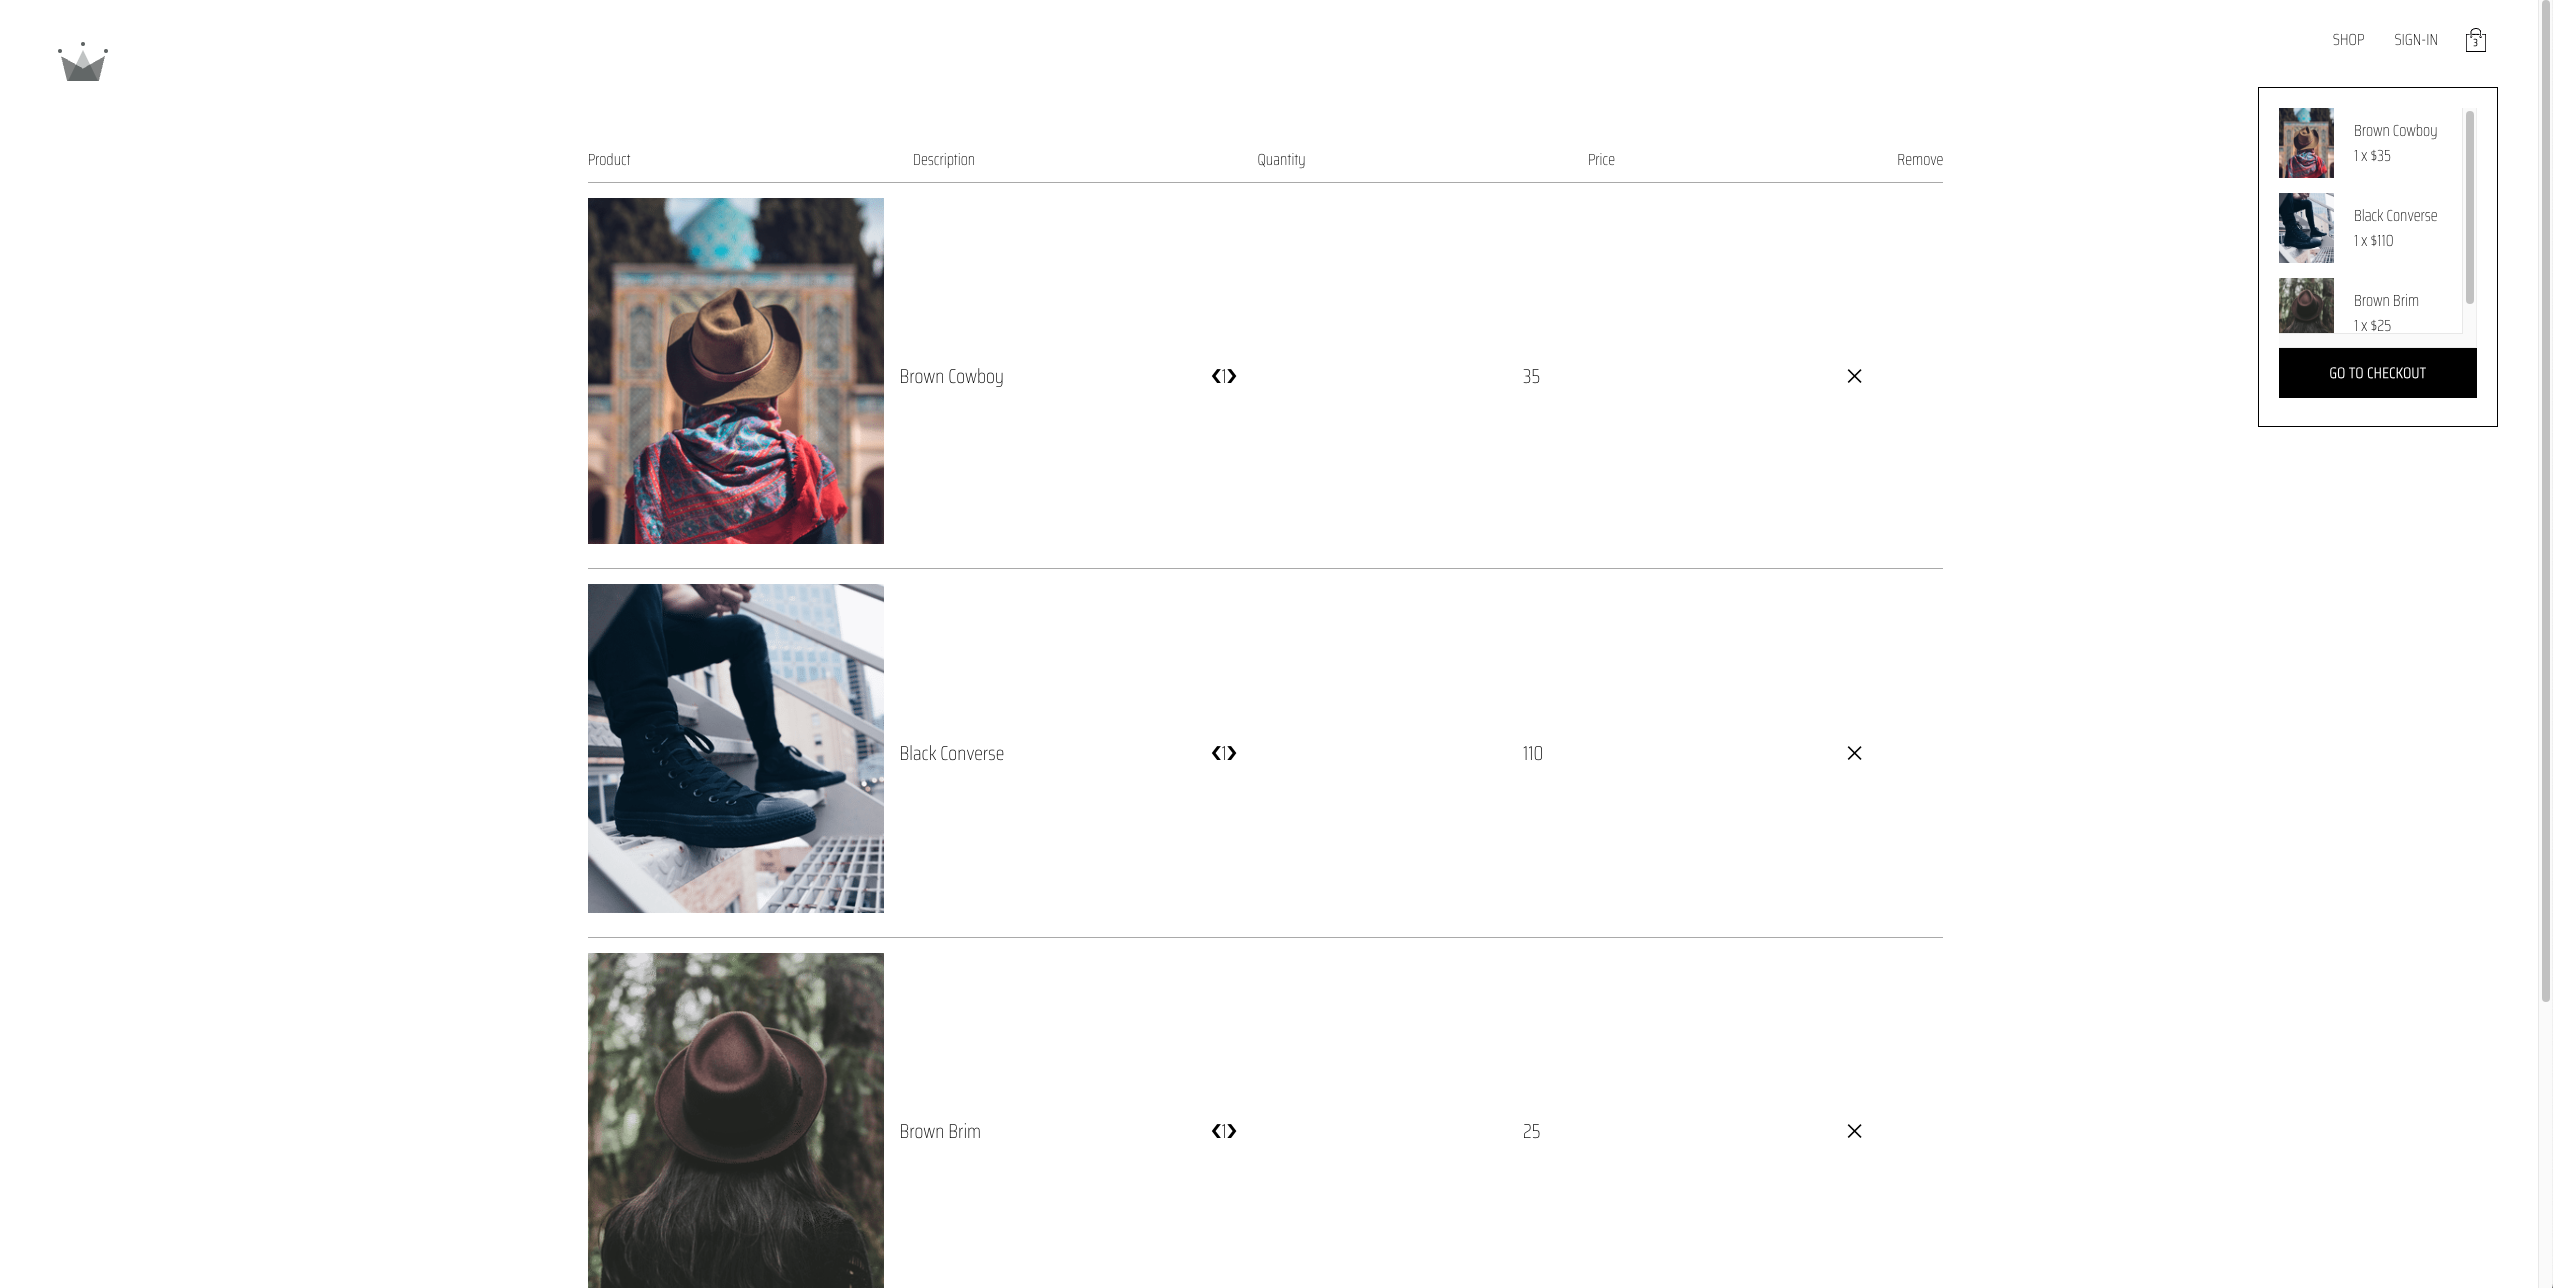 SHOP SIGN-IN 3
Product Description Quantity Price Remove
Brown Cowboy ❮1❯ 35 ✕
Black Converse ❮1❯ 110 ✕
Brown Brim ❮1❯ 25 ✕
Brown Cowboy
1 x $35
Black Converse
1 x $110
Brown Brim
1 x $25
GO TO CHECKOUT